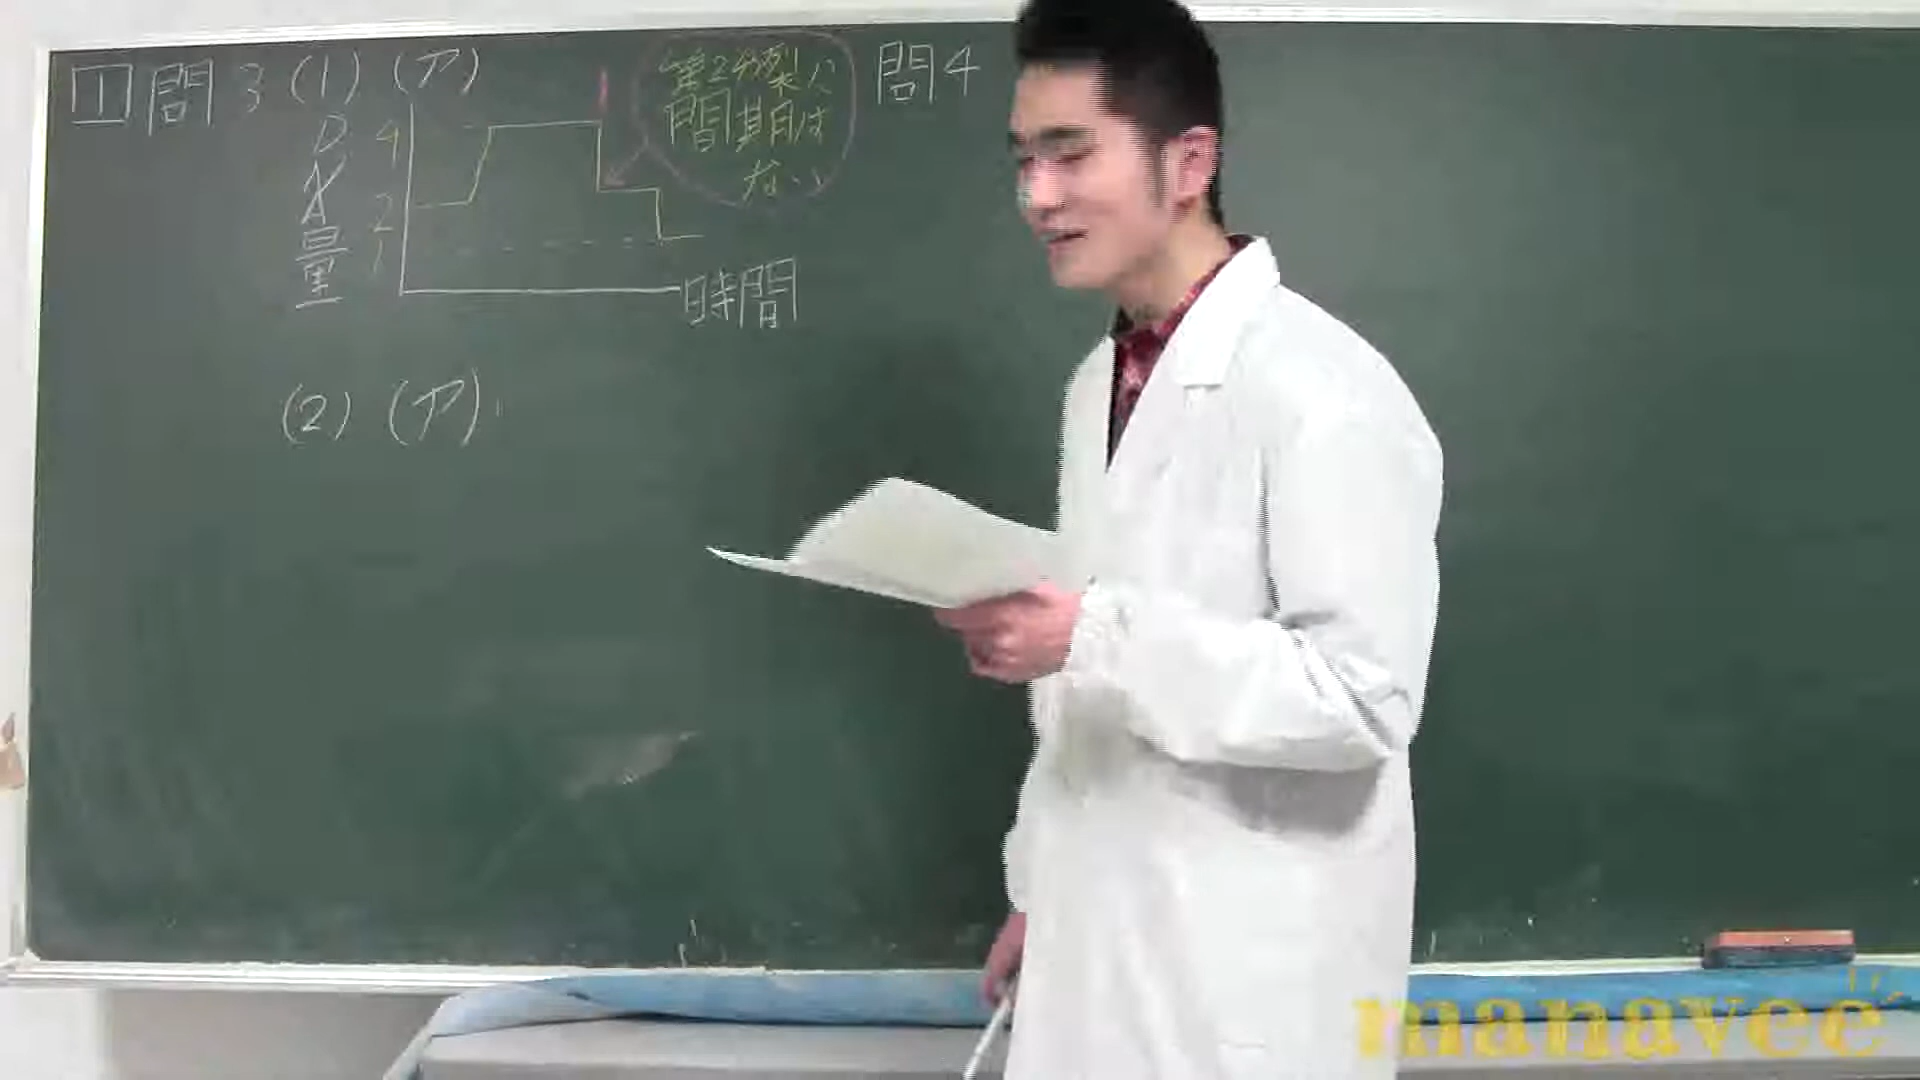 1 問3 (1) (ア)
DNA量
4
2
1
時間
第2分裂に
間期は
ない
(2) (ア)
問4
manavee